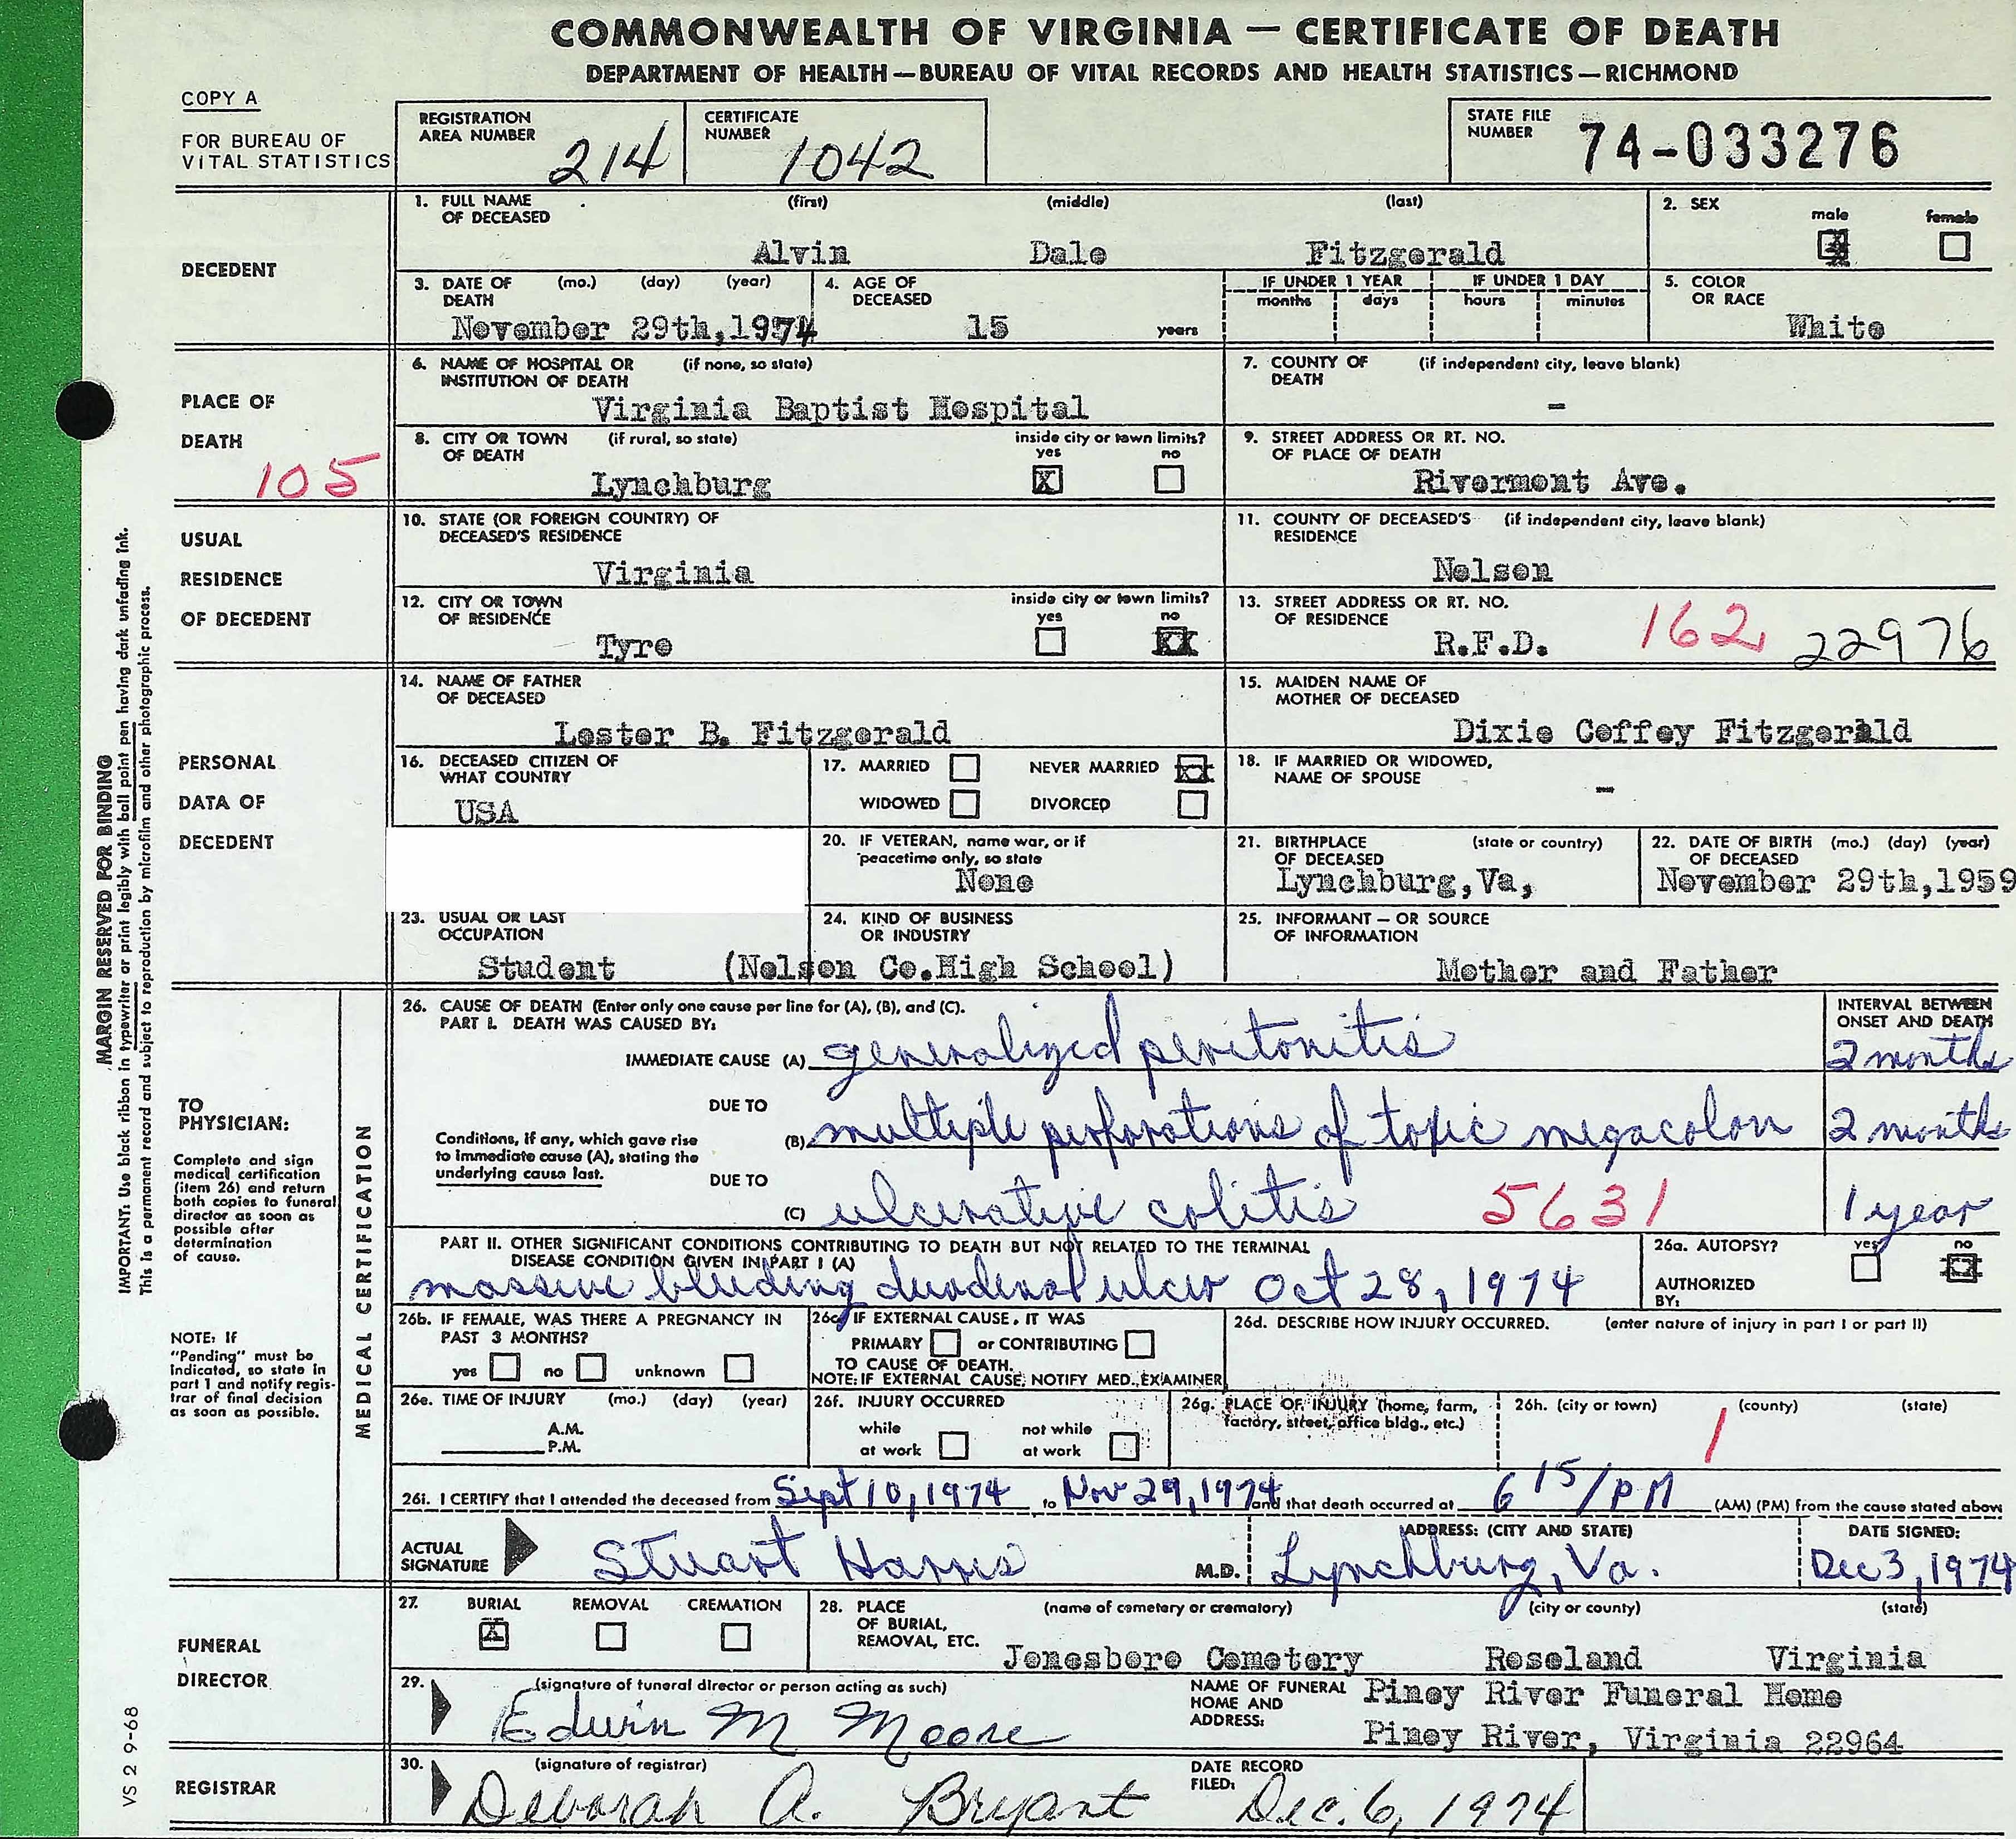 COMMONWEALTH OF VIRGINIA — CERTIFICATE OF DEATH
DEPARTMENT OF HEALTH—BUREAU OF VITAL RECORDS AND HEALTH STATISTICS—RICHMOND
COPY A
FOR BUREAU OF
VITAL STATISTICS
REGISTRATION
AREA NUMBER 214
CERTIFICATE
NUMBER 1042
STATE FILE
NUMBER 74-033276
DECEDENT
1. FULL NAME (first) (middle) (last)
OF DECEASED
Alvin Dale Fitzgerald
2. SEX
male female
X
3. DATE OF (mo.) (day) (year)
DEATH
November 29th,1974
4. AGE OF
DECEASED
15 years
IF UNDER 1 YEAR IF UNDER 1 DAY
months days hours minutes
5. COLOR
OR RACE
White
PLACE OF
DEATH
105
6. NAME OF HOSPITAL OR (if none, so state)
INSTITUTION OF DEATH
Virginia Baptist Hospital
7. COUNTY OF (if independent city, leave blank)
DEATH
-
8. CITY OR TOWN (if rural, so state) inside city or town limits?
OF DEATH yes no
Lynchburg X
9. STREET ADDRESS OR RT. NO.
OF PLACE OF DEATH
Rivermont Ave.
USUAL
RESIDENCE
OF DECEDENT
10. STATE (OR FOREIGN COUNTRY) OF
DECEASED'S RESIDENCE
Virginia
11. COUNTY OF DECEASED'S (if independent city, leave blank)
RESIDENCE
Nelson
12. CITY OR TOWN inside city or town limits?
OF RESIDENCE yes no
Tyro XX
13. STREET ADDRESS OR RT. NO.
OF RESIDENCE
R.F.D. 162 22976
PERSONAL
DATA OF
DECEDENT
14. NAME OF FATHER
OF DECEASED
Lester B. Fitzgerald
15. MAIDEN NAME OF
MOTHER OF DECEASED
Dixie Coffey Fitzgerald
16. DECEASED CITIZEN OF
WHAT COUNTRY
USA
17. MARRIED NEVER MARRIED XX
WIDOWED DIVORCED
18. IF MARRIED OR WIDOWED,
NAME OF SPOUSE
-
20. IF VETERAN, name war, or if
peacetime only, so state
None
21. BIRTHPLACE (state or country)
OF DECEASED
Lynchburg,Va,
22. DATE OF BIRTH (mo.) (day) (year)
OF DECEASED
November 29th,1959
23. USUAL OR LAST
OCCUPATION
Student
24. KIND OF BUSINESS
OR INDUSTRY
(Nelson Co.High School)
25. INFORMANT — OR SOURCE
OF INFORMATION
Mother and Father
MARGIN RESERVED FOR BINDING
IMPORTANT: Use black ribbon in typewriter or print legibly with ball point pen having dark unfading ink.
This is a permanent record and subject to reproduction by microfilm and other photographic process.
TO
PHYSICIAN:
Complete and sign
medical certification
(item 26) and return
both copies to funeral
director as soon as
possible after
determination
of cause.
NOTE: If
"Pending" must be
indicated, so state in
part 1 and notify regis-
trar of final decision
as soon as possible.
MEDICAL CERTIFICATION
26. CAUSE OF DEATH (Enter only one cause per line for (A), (B), and (C).
PART I. DEATH WAS CAUSED BY:
INTERVAL BETWEEN
ONSET AND DEATH
IMMEDIATE CAUSE (A) generalized peritonitis 2 months
DUE TO
Conditions, if any, which gave rise
to immediate cause (A), stating the
underlying cause last.
(B) multiple perforations of toxic megacolon 2 months
DUE TO
(C) ulcerative colitis 5631 1 year
PART II. OTHER SIGNIFICANT CONDITIONS CONTRIBUTING TO DEATH BUT NOT RELATED TO THE TERMINAL
DISEASE CONDITION GIVEN IN PART I (A)
massive bleeding duodenal ulcer Oct 28, 1974
26a. AUTOPSY? yes no
AUTHORIZED
BY:
26b. IF FEMALE, WAS THERE A PREGNANCY IN
PAST 3 MONTHS?
yes no unknown
26c. IF EXTERNAL CAUSE, IT WAS
PRIMARY or CONTRIBUTING
TO CAUSE OF DEATH.
NOTE: IF EXTERNAL CAUSE, NOTIFY MED. EXAMINER
26d. DESCRIBE HOW INJURY OCCURRED. (enter nature of injury in part I or part II)
26e. TIME OF INJURY (mo.) (day) (year)
A.M.
P.M.
26f. INJURY OCCURRED
while not while
at work at work
26g. PLACE OF INJURY (home, farm,
factory, street, office bldg., etc.)
26h. (city or town) (county) (state)
1
26i. I CERTIFY that I attended the deceased from Sept 10, 1974 to Nov 29, 1974 and that death occurred at 6 15/PM (AM) (PM) from the cause stated above
ACTUAL
SIGNATURE Stuart Harris M.D.
ADDRESS: (CITY AND STATE)
Lynchburg, Va.
DATE SIGNED:
Dec 3, 1974
FUNERAL
DIRECTOR
27. BURIAL REMOVAL CREMATION
X
28. PLACE (name of cemetery or crematory) (city or county) (state)
OF BURIAL,
REMOVAL, ETC.
Jonesboro Cemetery Roseland Virginia
29. (signature of funeral director or person acting as such)
Edwin M Moore
NAME OF FUNERAL
HOME AND
ADDRESS:
Piney River Funeral Home
Piney River, Virginia 22964
REGISTRAR
30. (signature of registrar)
Deborah A. Bryant
DATE RECORD
FILED:
Dec. 6, 1974
VS 2 9-68